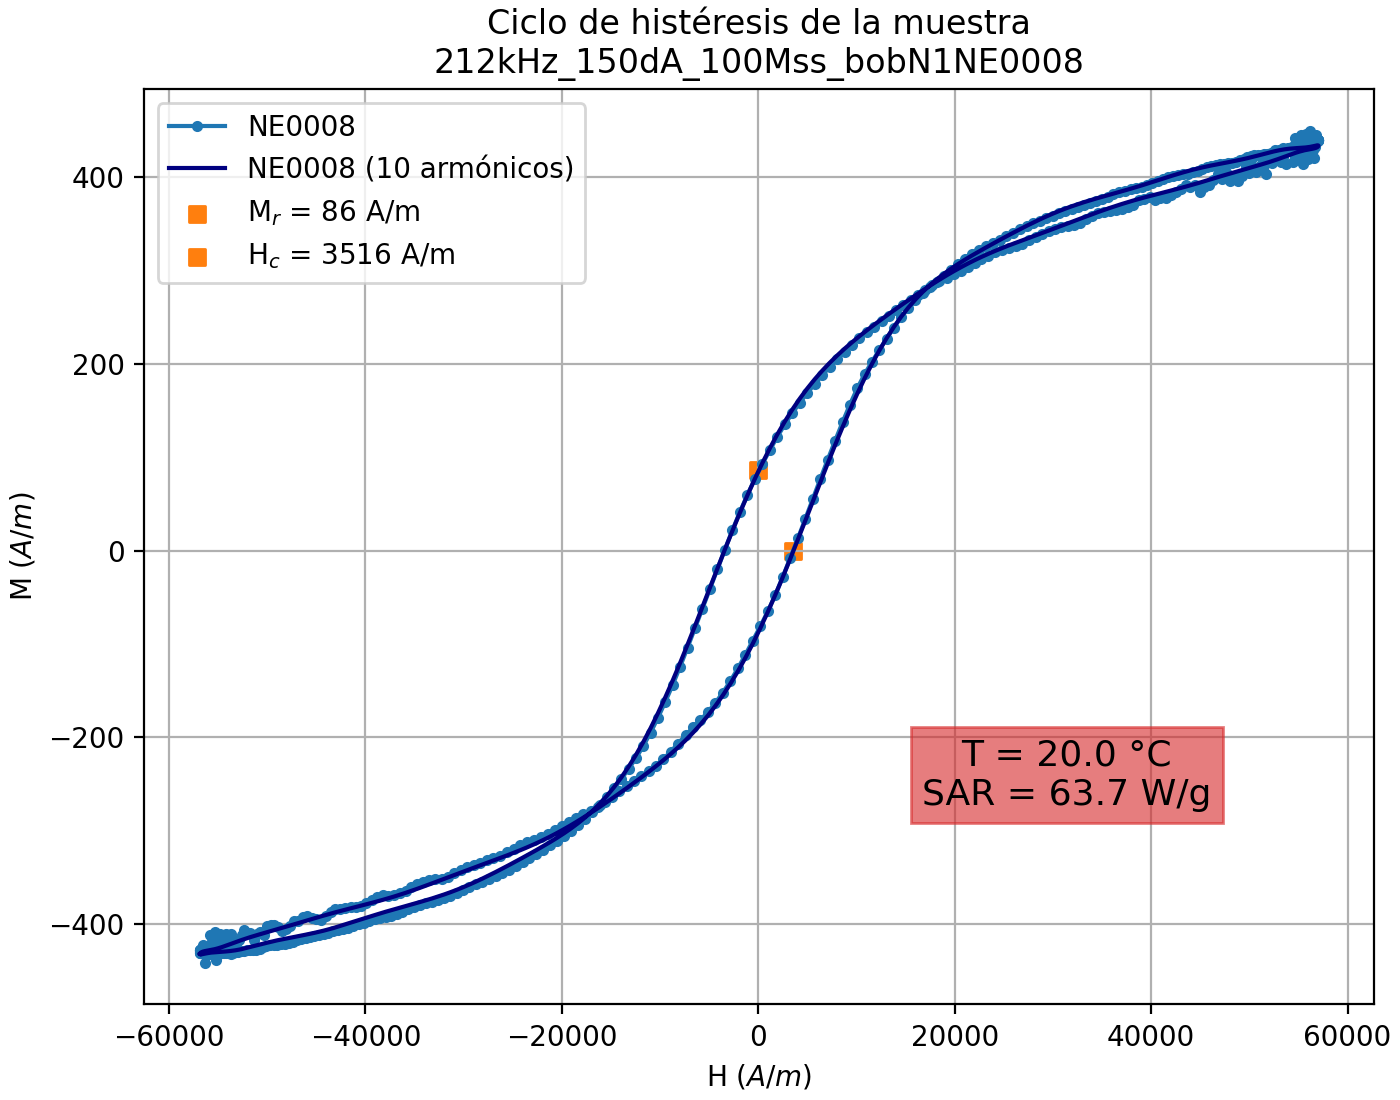 Ciclo de histéresis de la muestra
212kHz_150dA_100Mss_bobN1NE0008
NE0008
NE0008 (10 armónicos)
Mr = 86 A/m
Hc = 3516 A/m
400
200
0
−200
−400
M (A/m)
T = 20.0 °C
SAR = 63.7 W/g
−60000 −40000 −20000 0 20000 40000 60000
H (A/m)